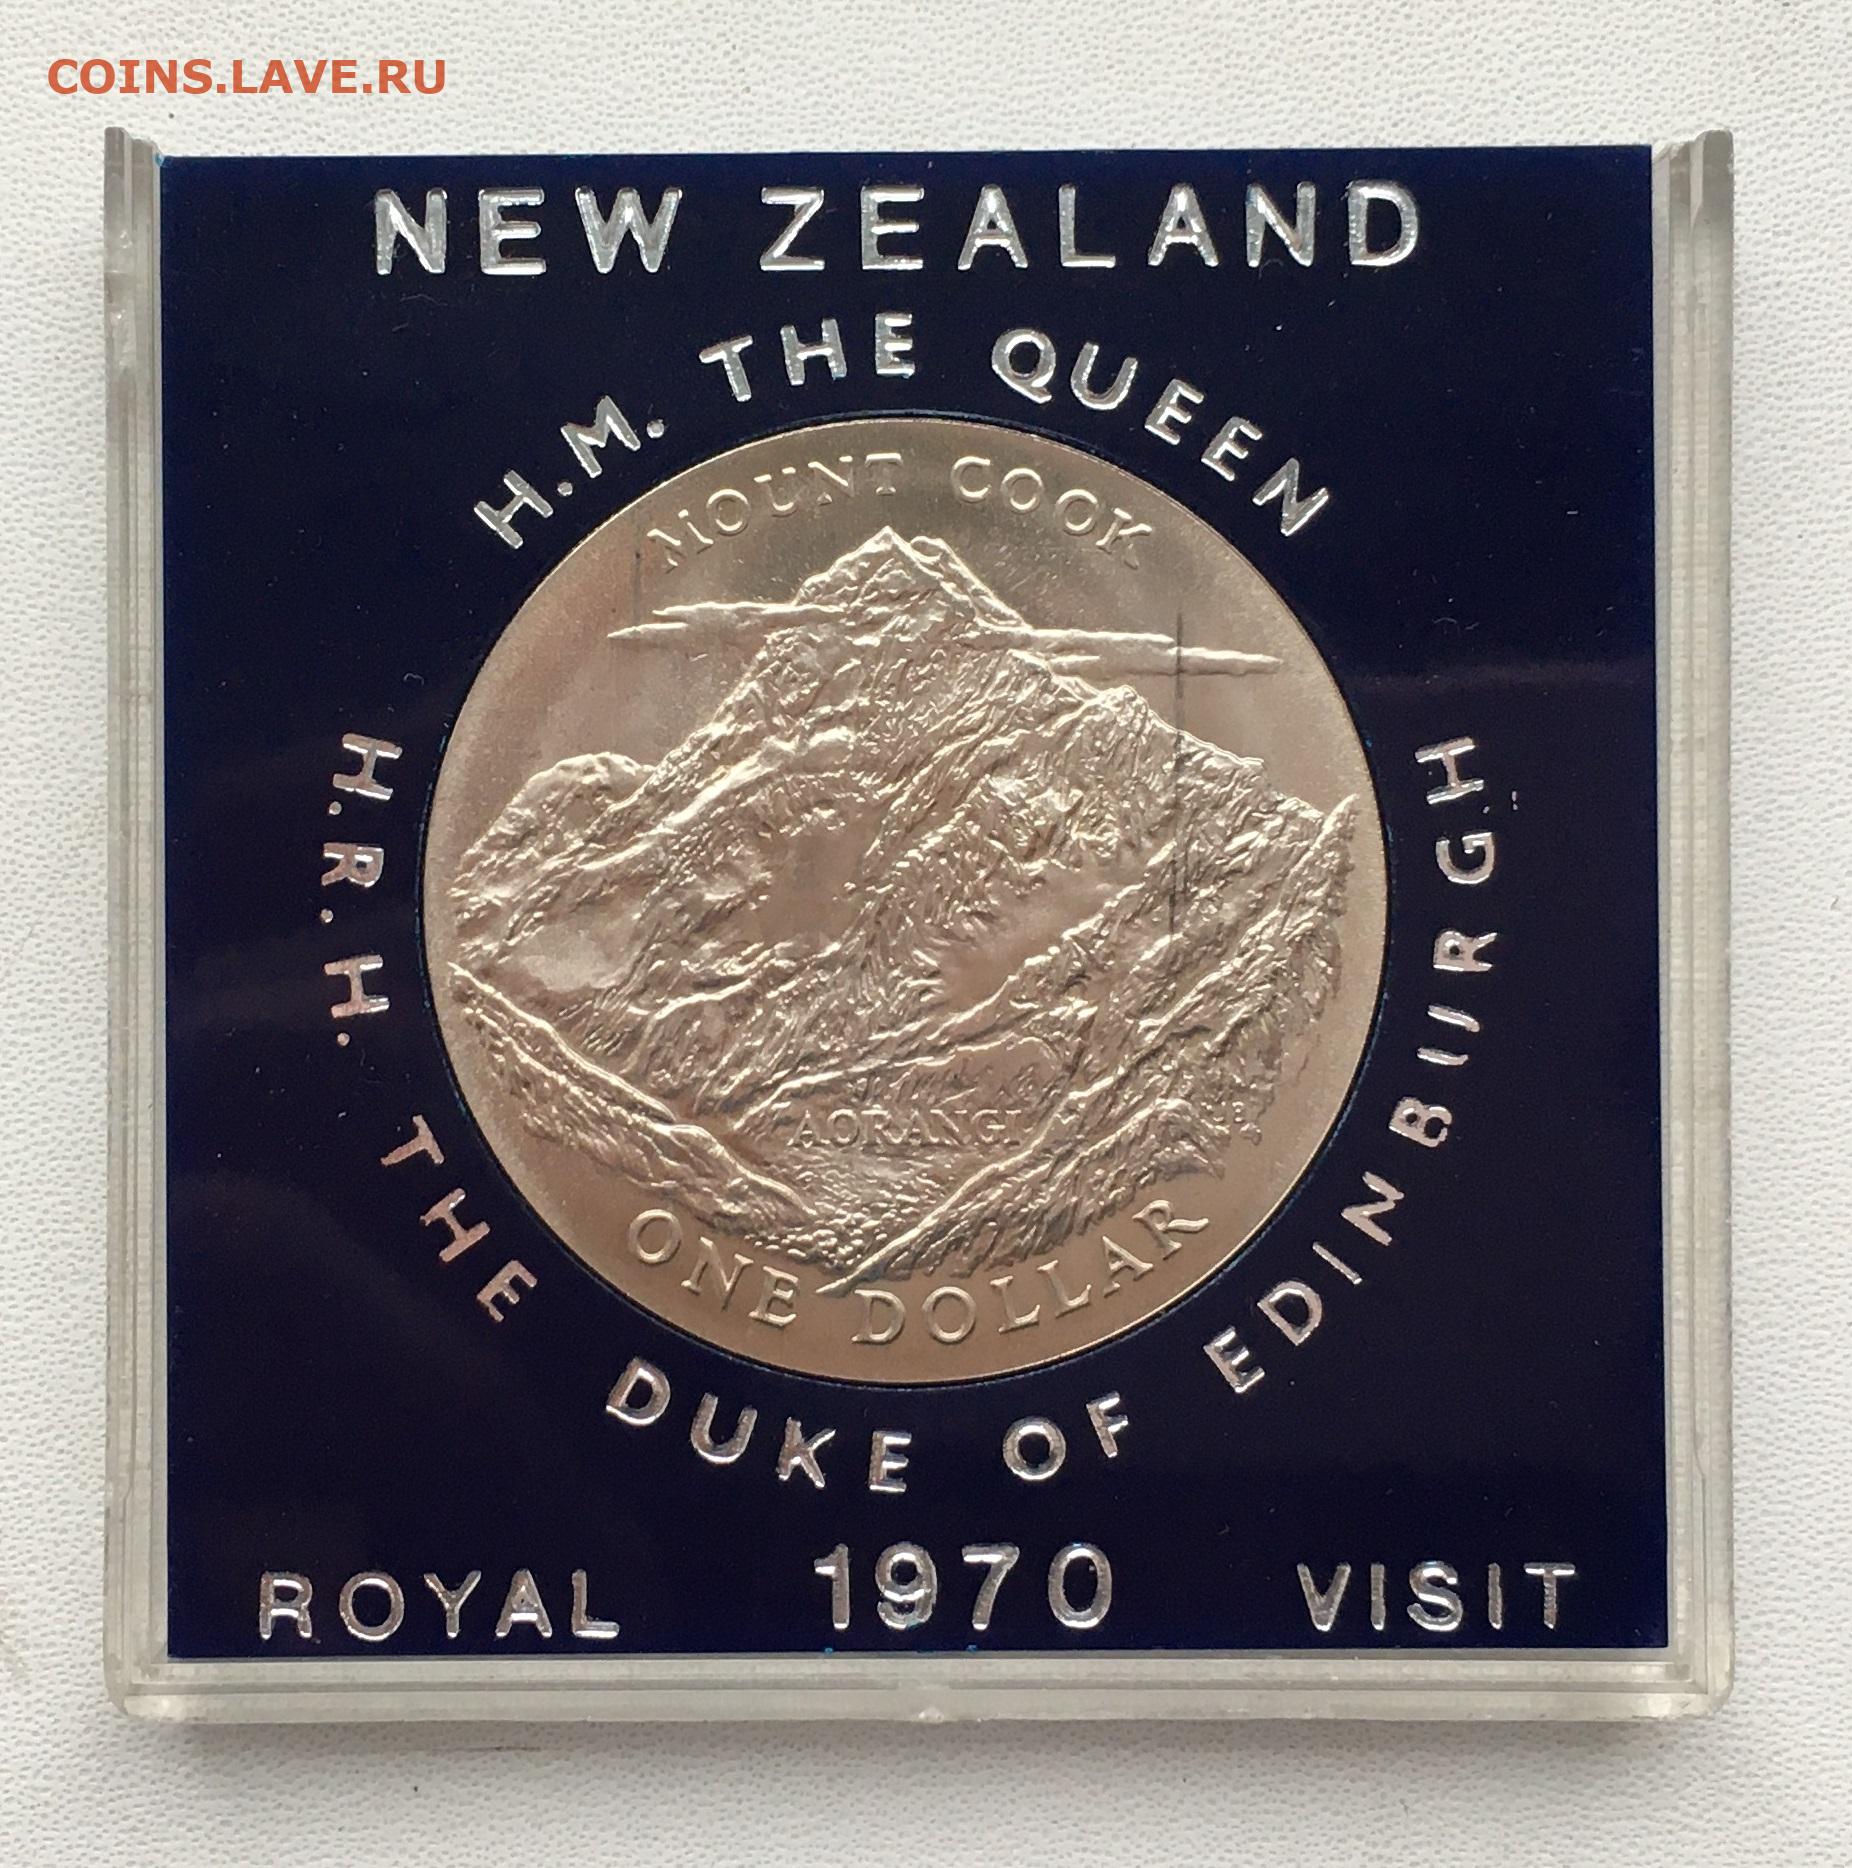 COINS.LAVE.RU
NEW ZEALAND
H.M. THE QUEEN
MOUNT COOK
AORANGI
JB
ONE DOLLAR
H.R.H. THE DUKE OF EDINBURGH
ROYAL 1970 VISIT